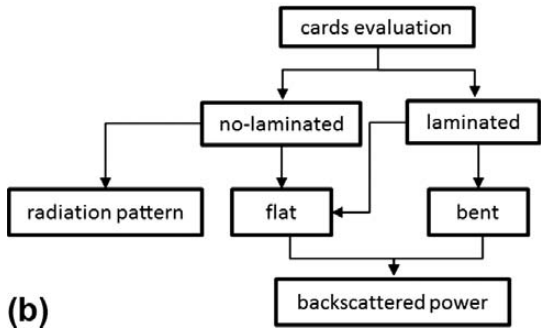 cards evaluation
no-laminated
laminated
radiation pattern
flat
bent
backscattered power
(b)